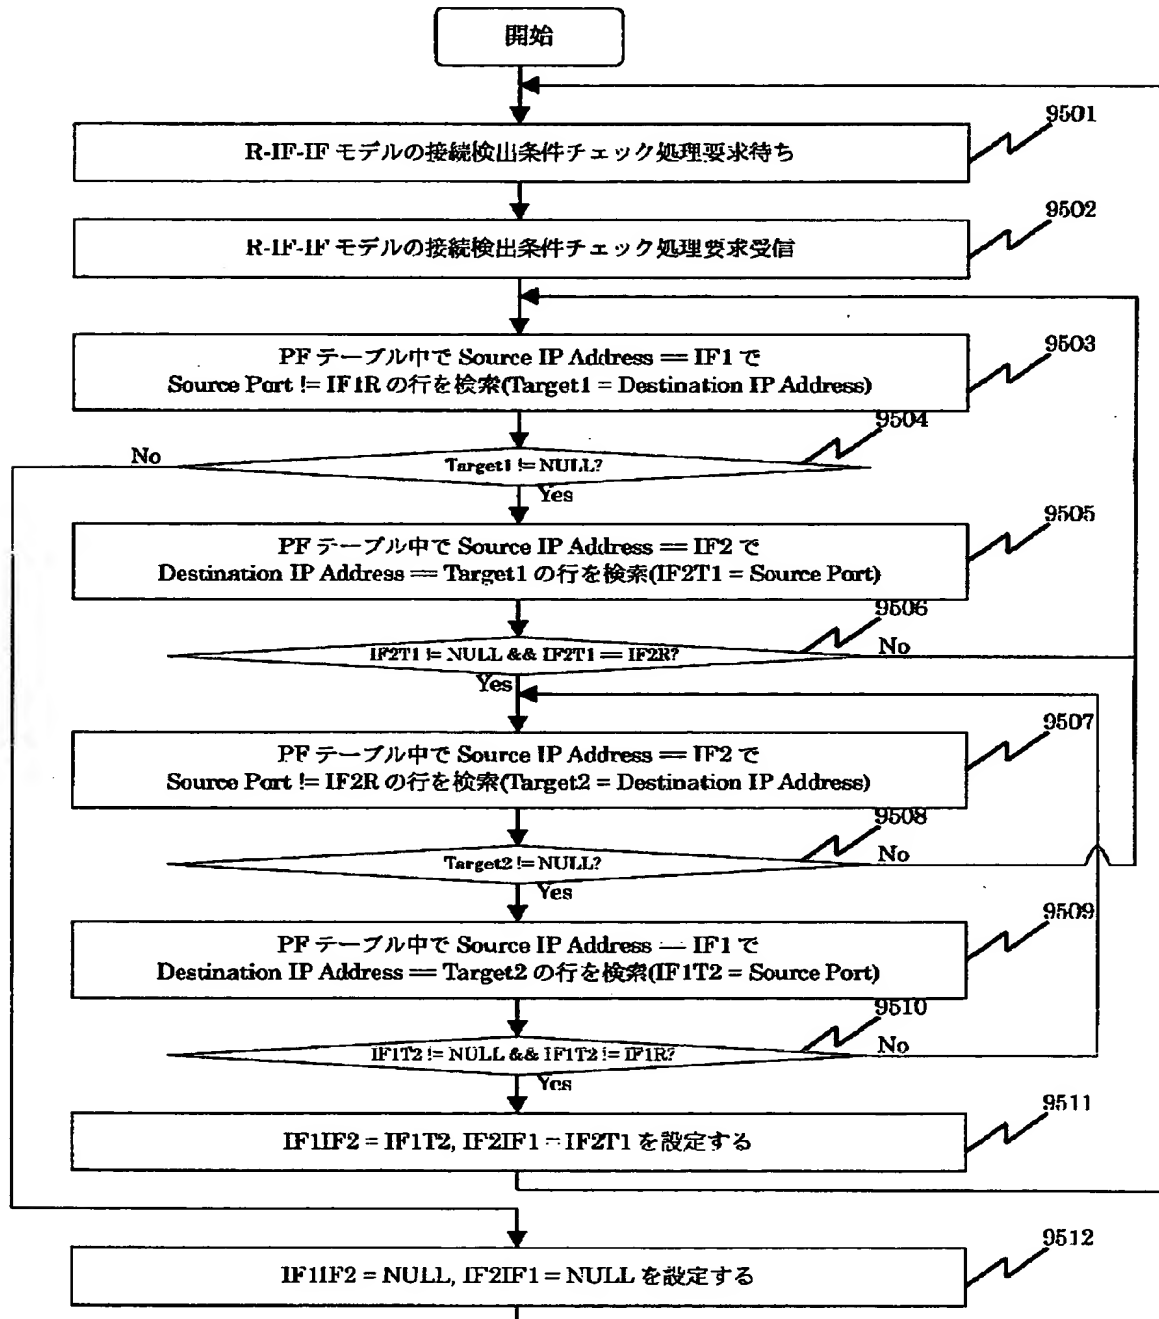 開始
9501
R-IF-IF モデルの接続検出条件チェック処理要求待ち
9502
R-IF-IF モデルの接続検出条件チェック処理要求受信
9503
PF テーブル中で Source IP Address == IF1 で
Source Port != IF1R の行を検索(Target1 = Destination IP Address)
9504
No
Target1 != NULL?
Yes
9505
PF テーブル中で Source IP Address == IF2 で
Destination IP Address == Target1 の行を検索(IF2T1 = Source Port)
9506
IF2T1 != NULL && IF2T1 == IF2R?
No
Yes
9507
PF テーブル中で Source IP Address == IF2 で
Source Port != IF2R の行を検索(Target2 = Destination IP Address)
9508
Target2 != NULL?
No
Yes
9509
PF テーブル中で Source IP Address == IF1 で
Destination IP Address == Target2 の行を検索(IF1T2 = Source Port)
9510
IF1T2 != NULL && IF1T2 != IF1R?
No
Yes
9511
IF1IF2 = IF1T2, IF2IF1 = IF2T1 を設定する
9512
IF1IF2 = NULL, IF2IF1 = NULL を設定する